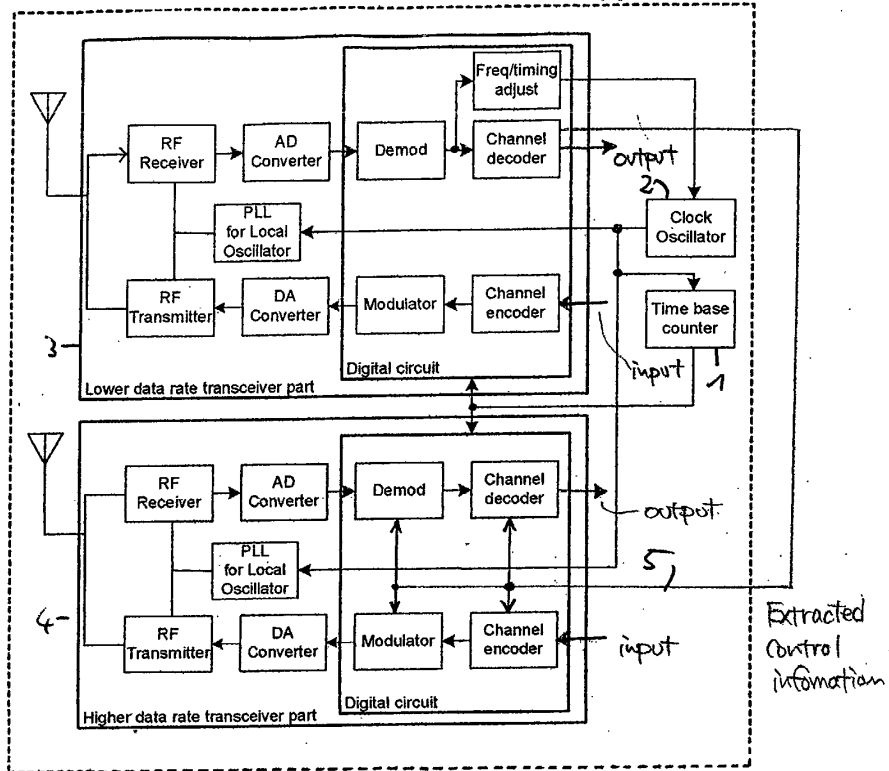 Freq/timing
adjust
RF
Receiver
AD
Converter
Demod
Channel
decoder
output
2
PLL
for Local
Oscillator
Clock
Oscillator
RF
Transmitter
DA
Converter
Modulator
Channel
encoder
Time base
counter
3
input
1
Digital circuit
Lower data rate transceiver part
RF
Receiver
AD
Converter
Demod
Channel
decoder
output
PLL
for Local
Oscillator
5
4
RF
Transmitter
DA
Converter
Modulator
Channel
encoder
input
Extracted
control
infomation
Digital circuit
Higher data rate transceiver part